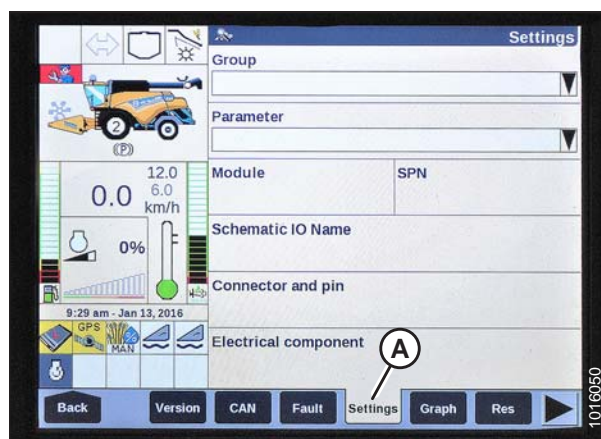 Settings
Group
Parameter
2
(P)
12.0
6.0
0.0 km/h
Module SPN
0%
Schematic IO Name
Connector and pin
9:29 am - Jan 13, 2016
GPS
MAN
Electrical component
A
Back Version CAN Fault Settings Graph Res
1016050